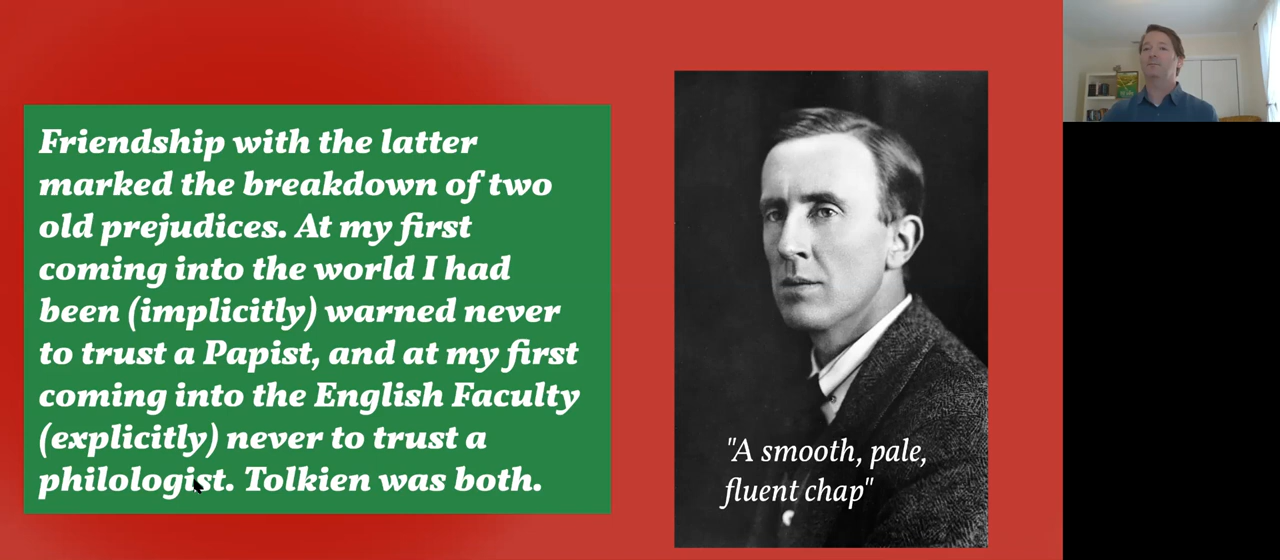 Friendship with the latter
marked the breakdown of two
old prejudices. At my first
coming into the world I had
been (implicitly) warned never
to trust a Papist, and at my first
coming into the English Faculty
(explicitly) never to trust a
philologist. Tolkien was both.
"A smooth, pale,
fluent chap"